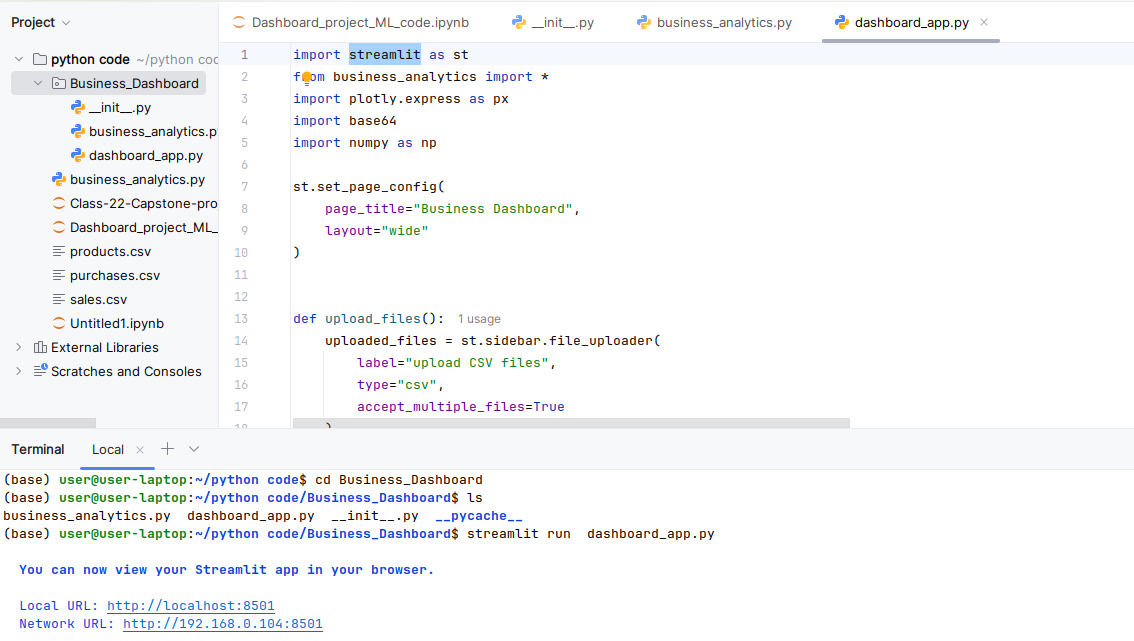 Project
Dashboard_project_ML_code.ipynb
__init__.py
business_analytics.py
dashboard_app.py
python code ~/python coc
Business_Dashboard
__init__.py
business_analytics.p
dashboard_app.py
business_analytics.py
Class-22-Capstone-pro
Dashboard_project_ML_
products.csv
purchases.csv
sales.csv
Untitled1.ipynb
External Libraries
Scratches and Consoles
1 import streamlit as st
2 from business_analytics import *
3 import plotly.express as px
4 import base64
5 import numpy as np
6
7 st.set_page_config(
8     page_title="Business Dashboard",
9     layout="wide"
10 )
11
12
13 def upload_files(): 1 usage
14     uploaded_files = st.sidebar.file_uploader(
15         label="upload CSV files",
16         type="csv",
17         accept_multiple_files=True
18     )
Terminal
Local
(base) user@user-laptop:~/python code$ cd Business_Dashboard
(base) user@user-laptop:~/python code/Business_Dashboard$ ls
business_analytics.py  dashboard_app.py  __init__.py  __pycache__
(base) user@user-laptop:~/python code/Business_Dashboard$ streamlit run  dashboard_app.py
You can now view your Streamlit app in your browser.
Local URL: http://localhost:8501
Network URL: http://192.168.0.104:8501